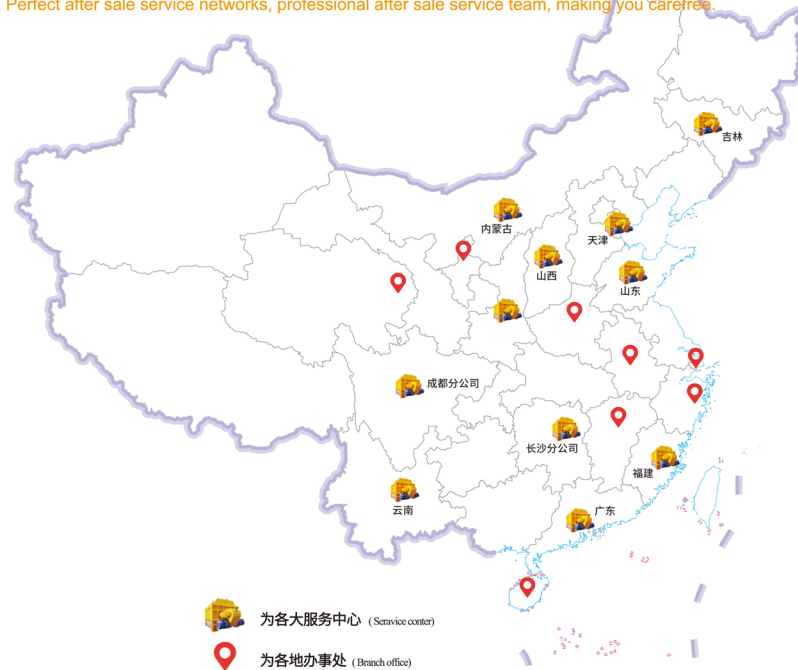 Perfect after sale service networks, professional after sale service team, making you carefree.
吉林
内蒙古
天津
山西
山东
成都分公司
长沙分公司
福建
云南
广东
为各大服务中心 ( Seravice conter)
为各地办事处 ( Branch office)